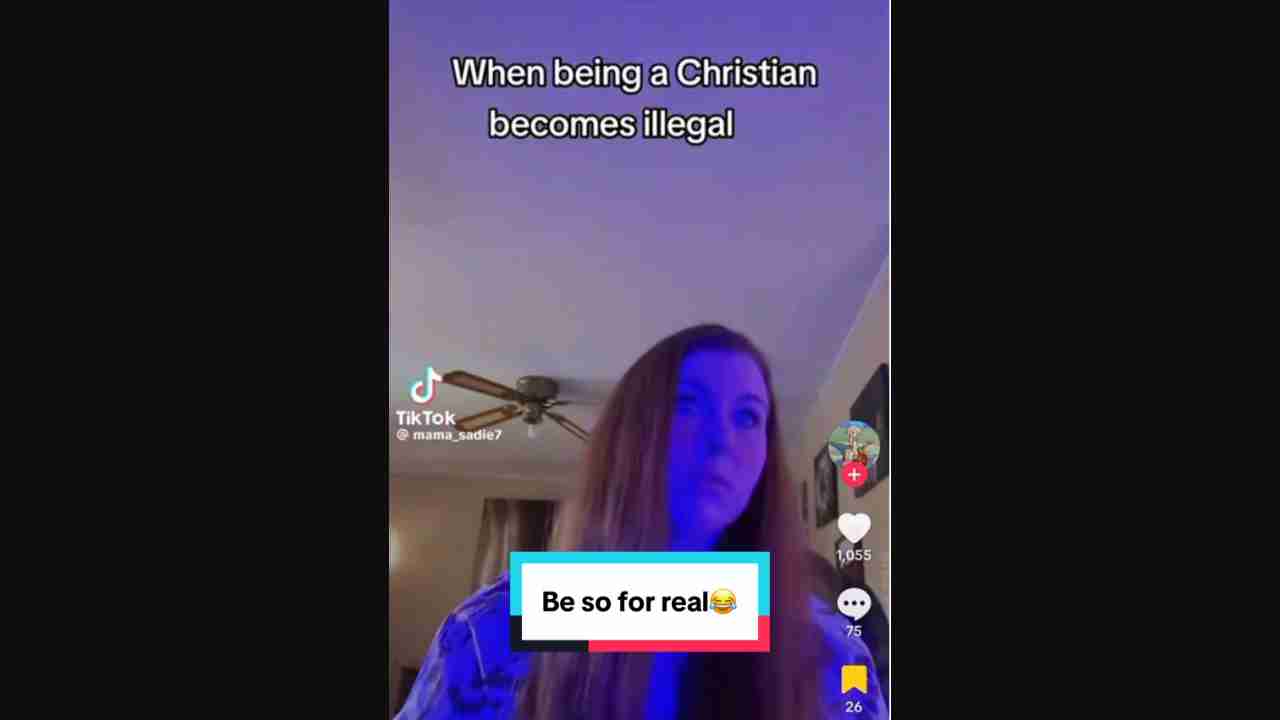 When being a Christian
becomes illegal
TikTok
@ mama_sadie7
1,055
Be so for real😂
75
26